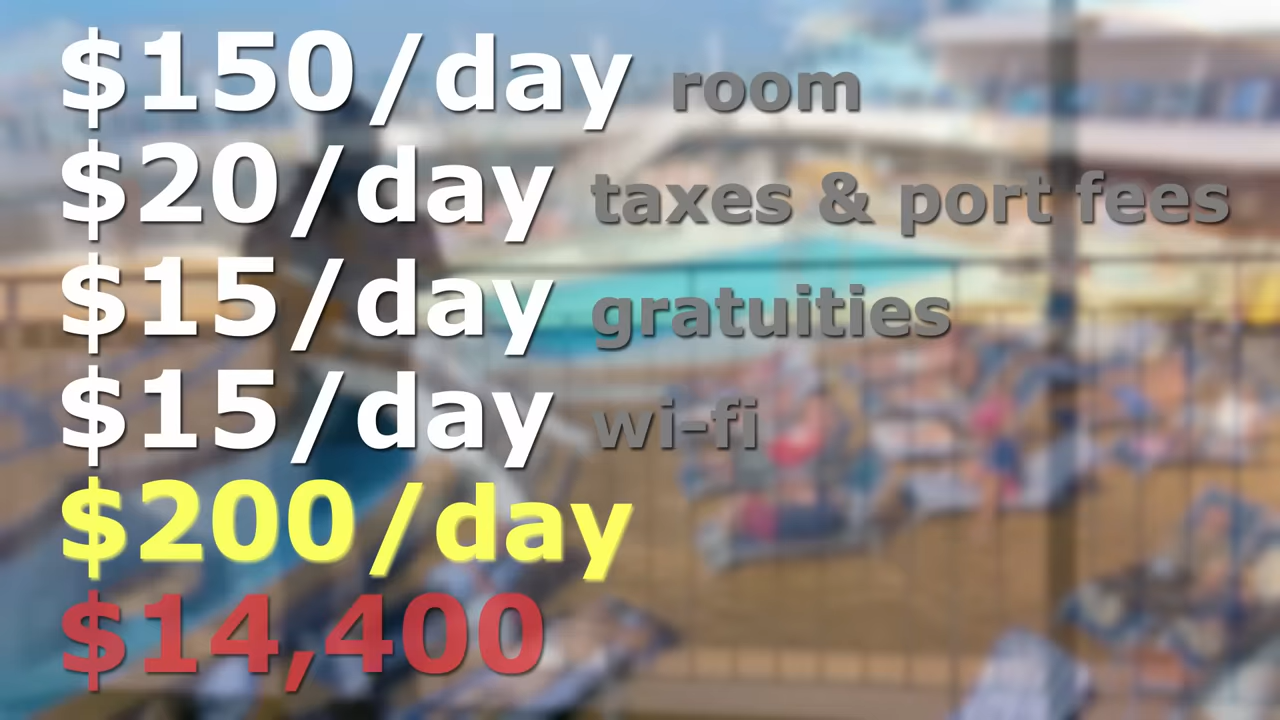 $150/day room
$20/day taxes & port fees
$15/day gratuities
$15/day wi-fi
$200/day
$14,400